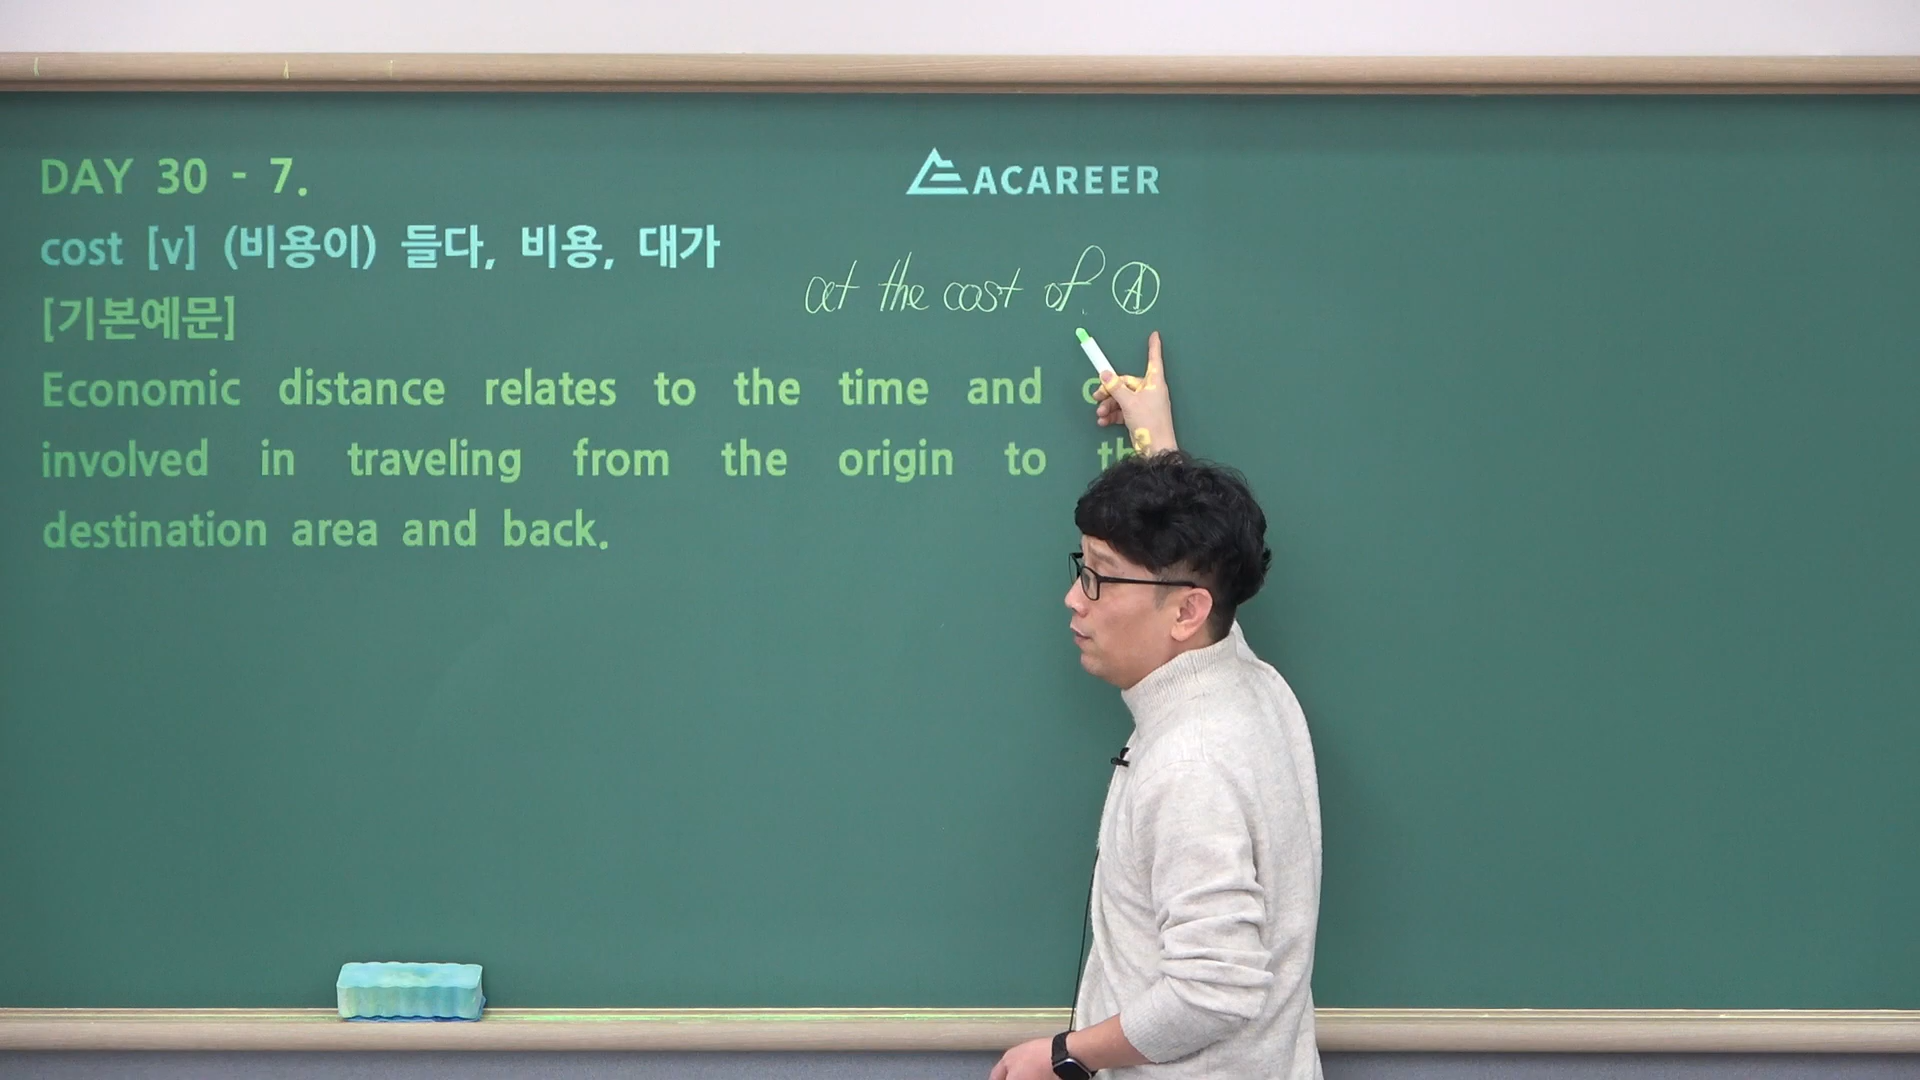 DAY 30 - 7.
ACAREER
cost [v] (비용이) 들다, 비용, 대가
at the cost of. Ⓐ
[기본예문]
Economic distance relates to the time and
involved in traveling from the origin to
destination area and back.